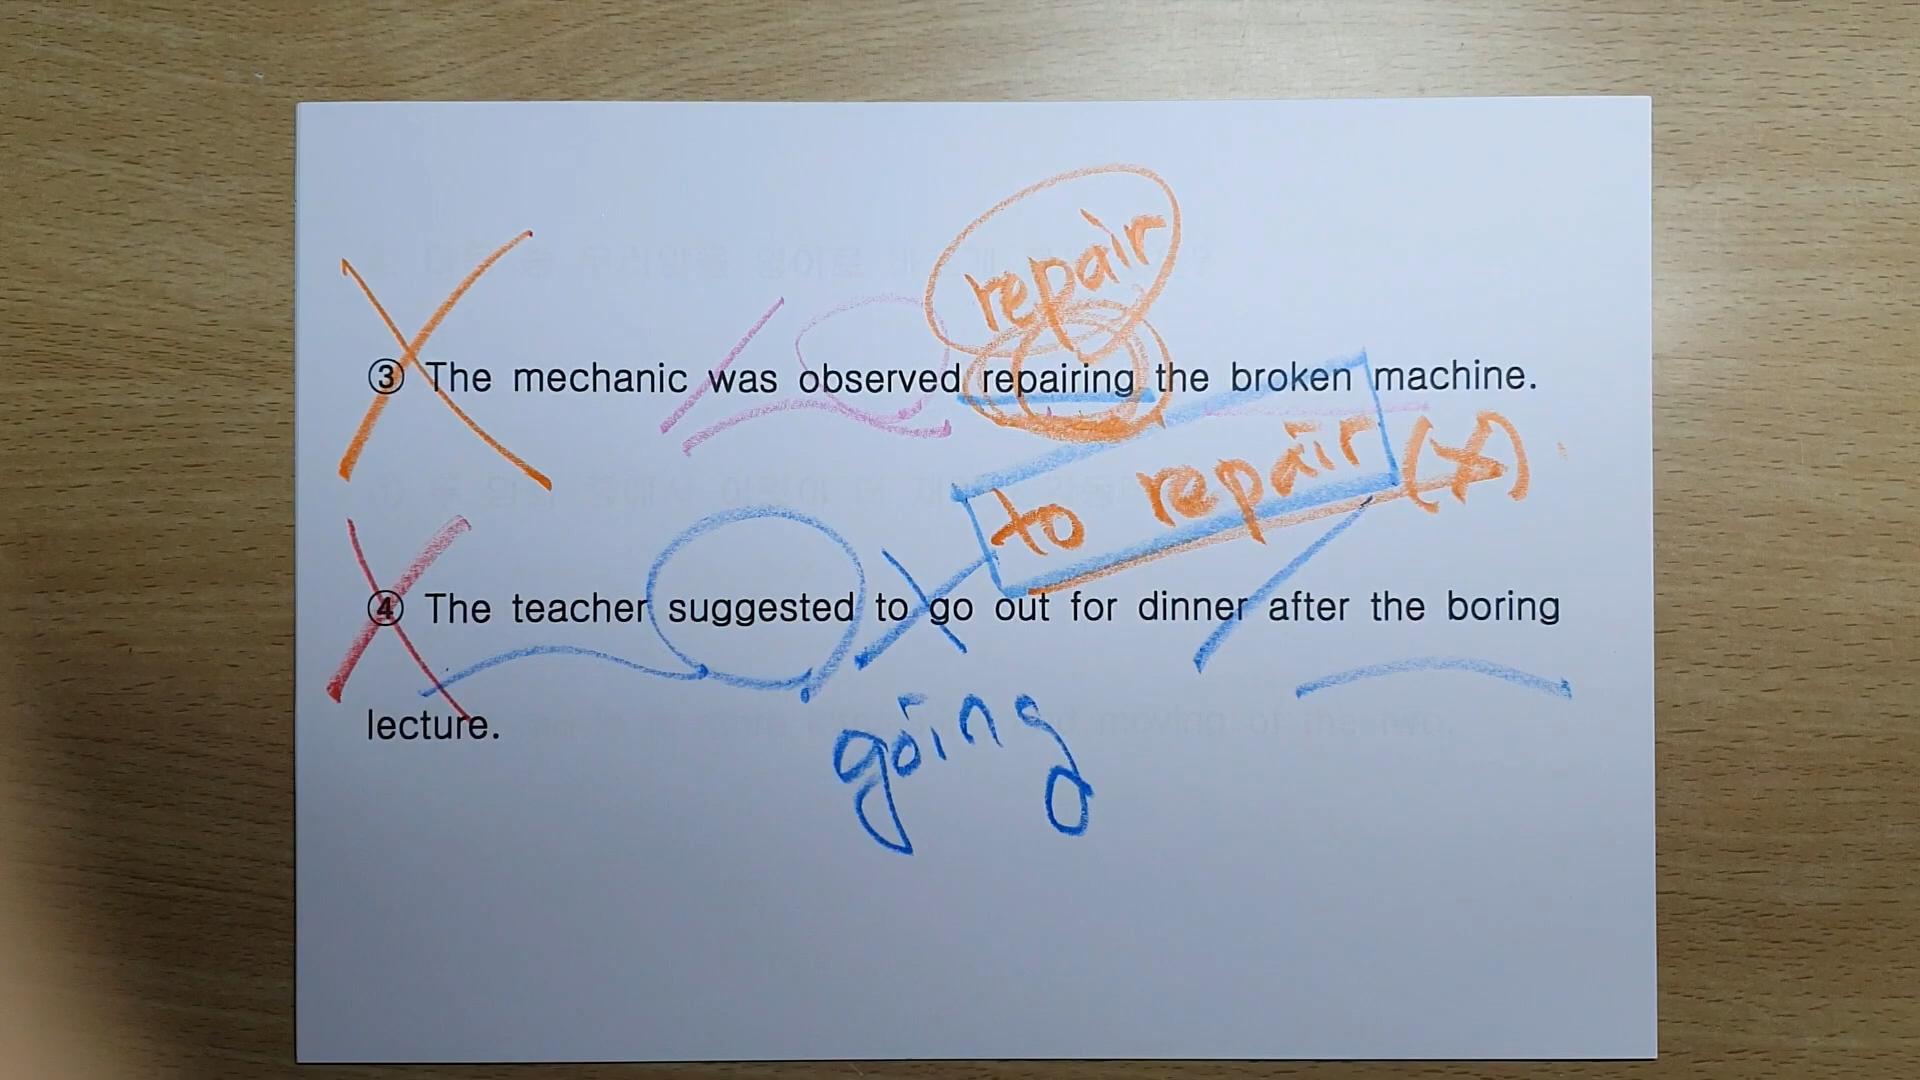 repair
③ The mechanic was observed repairing the broken machine.
to repair (X)
④ The teacher suggested to go out for dinner after the boring
lecture.
going